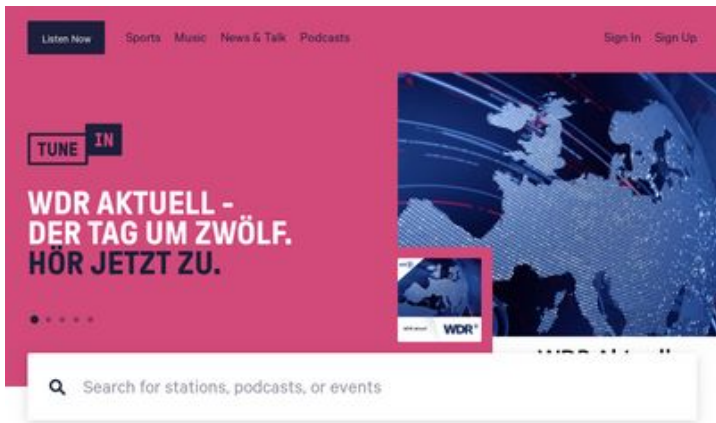 Listen Now Sports Music News & Talk Podcasts Sign In Sign Up
TUNE IN
WDR AKTUELL -
DER TAG UM ZWÖLF.
HÖR JETZT ZU.
WDR
Search for stations, podcasts, or events